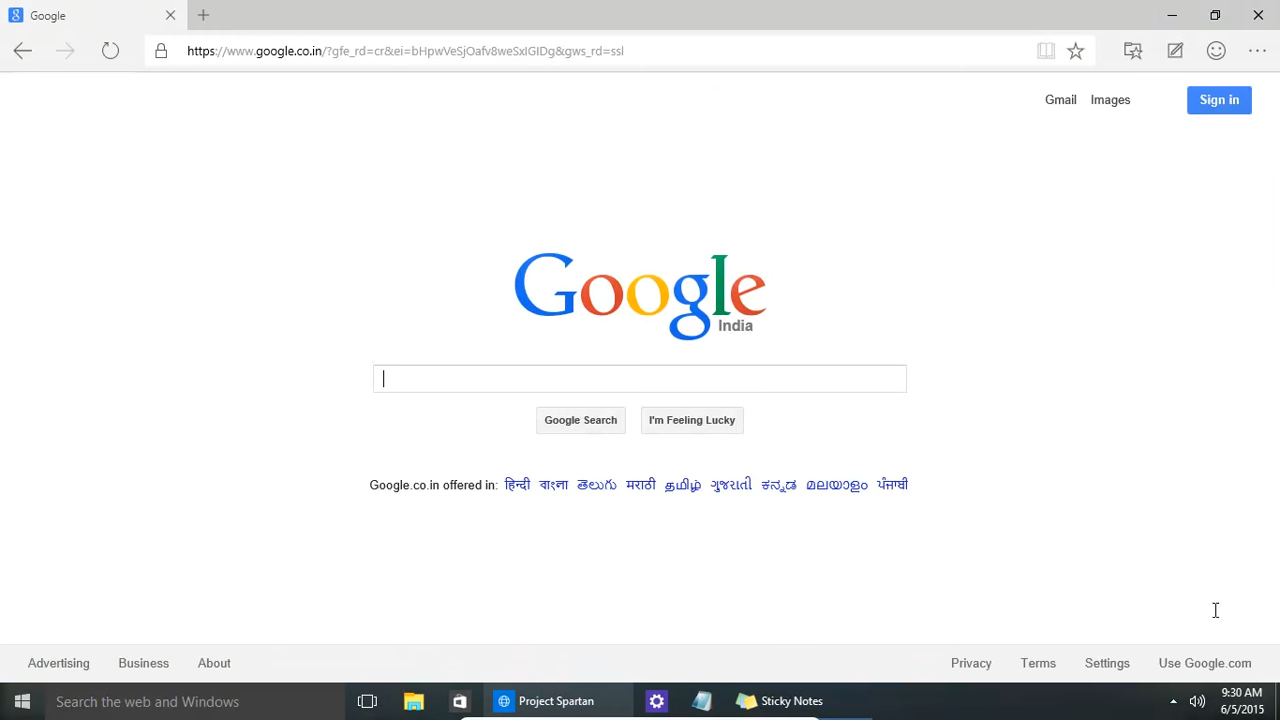 Google
https://www.google.co.in/?gfe_rd=cr&ei=bHpwVeSjOafv8weSxIGIDg&gws_rd=ssl
Gmail Images Sign in
Google
India
Google Search I'm Feeling Lucky
Google.co.in offered in: हिन्दी বাংলা తెలుగు मराठी தமிழ் ગુજરાતી ಕನ್ನಡ മലയാളം ਪੰਜਾਬੀ
Advertising Business About Privacy Terms Settings Use Google.com
Search the web and Windows Project Spartan Sticky Notes 9:30 AM
6/5/2015